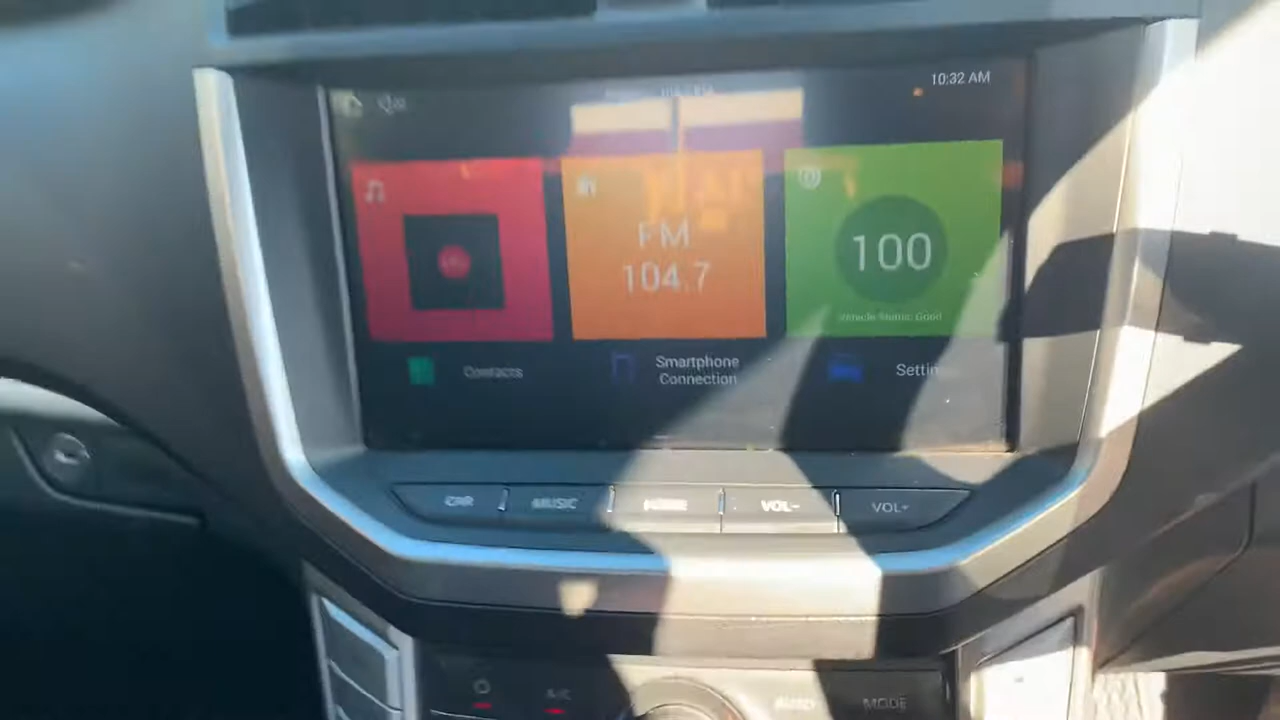 10:32 AM
FM
104.7
100
Vehicle Status: Good
Contacts
Smartphone
Connection
CAR
MUSIC
HOME
VOL-
VOL+
A/C
AUTO
MODE